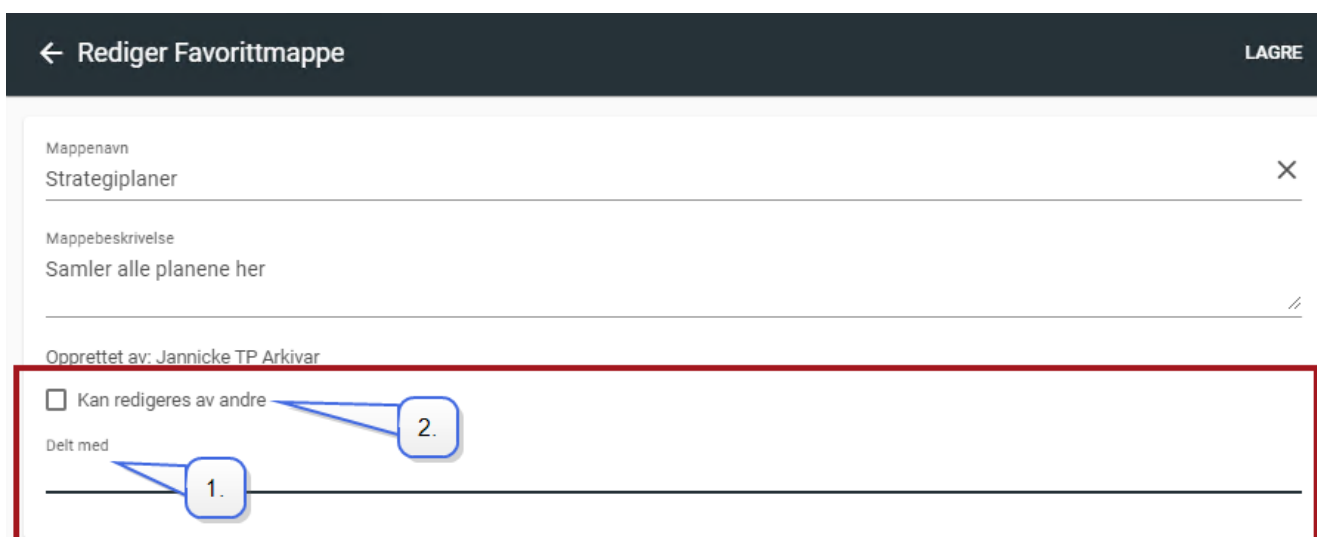 Rediger Favorittmappe LAGRE
Mappenavn
Strategiplaner
Mappebeskrivelse
Samler alle planene her
Opprettet av: Jannicke TP Arkivar
Kan redigeres av andre
2.
Delt med
1.